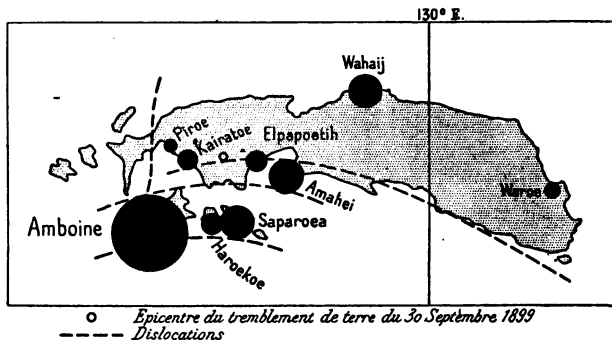 130° E.
Wahaij
Piroe
Kairatoe
Elpapoetih
Amahei
Waroe
Amboine
Saparoea
Haroekoe
Epicentre du tremblement de terre du 30 Septembre 1899
Dislocations